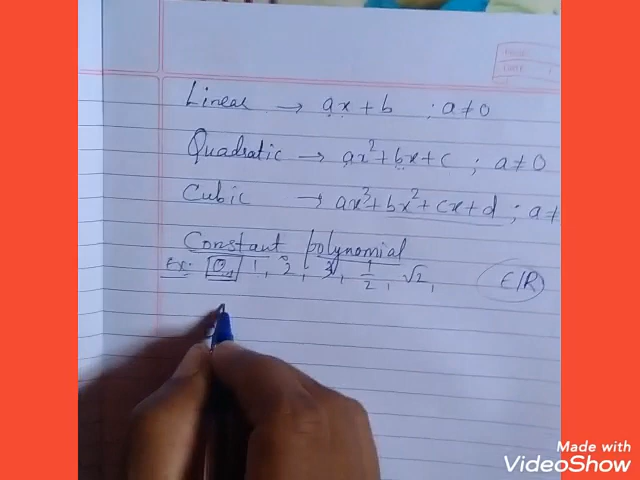 Linear → ax + b ; a ≠ 0
Quadratic → ax² + bx + c ; a ≠ 0
Cubic → ax³ + bx² + cx + d ; a ≠
Constant polynomial
Ex: 0, 1, 2, 3, 1/2, √2,
Made with
VideoShow